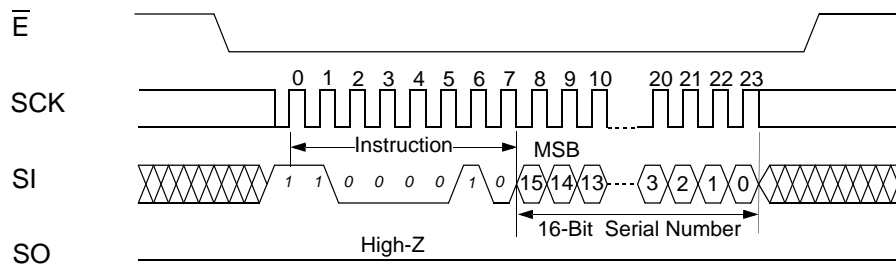 E
SCK 0 1 2 3 4 5 6 7 8 9 10 20 21 22 23
Instruction MSB
SI 1 1 0 0 0 0 1 0 15 14 13 3 2 1 0
16-Bit Serial Number
High-Z
SO